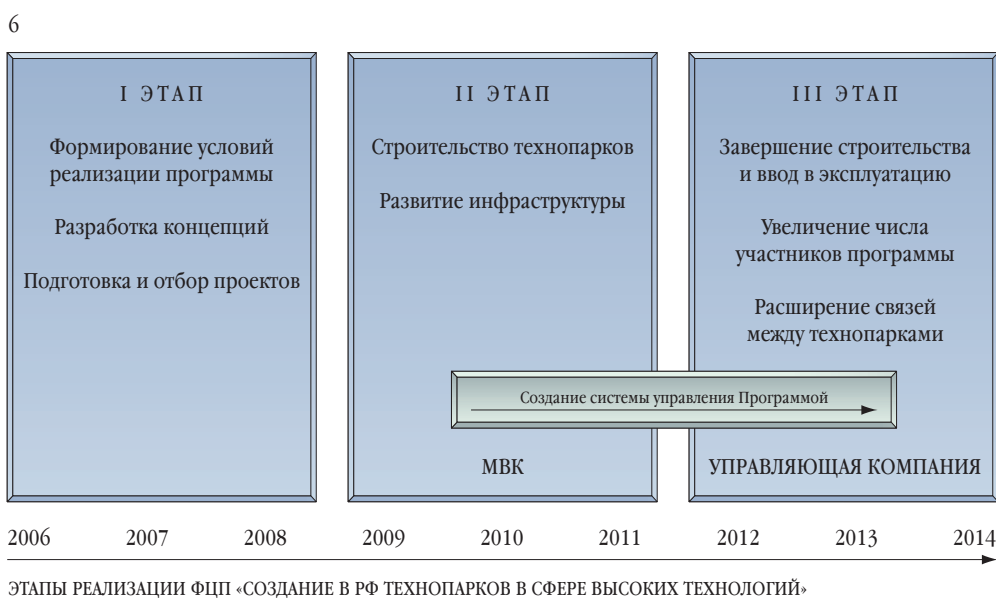 6
I ЭТАП
Формирование условий
реализации программы
Разработка концепций
Подготовка и отбор проектов
II ЭТАП
Строительство технопарков
Развитие инфраструктуры
III ЭТАП
Завершение строительства
и ввод в эксплуатацию
Увеличение числа
участников программы
Расширение связей
между технопарками
Создание системы управления Программой
МВК
УПРАВЛЯЮЩАЯ КОМПАНИЯ
2006 2007 2008 2009 2010 2011 2012 2013 2014
ЭТАПЫ РЕАЛИЗАЦИИ ФЦП «СОЗДАНИЕ В РФ ТЕХНОПАРКОВ В СФЕРЕ ВЫСОКИХ ТЕХНОЛОГИЙ»